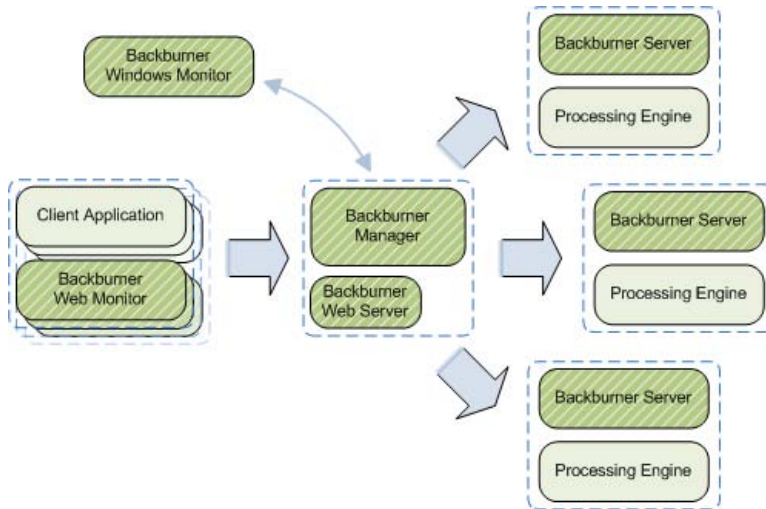 Backburner
Windows Monitor
Client Application
Backburner
Web Monitor
Backburner
Manager
Backburner
Web Server
Backburner Server
Processing Engine
Backburner Server
Processing Engine
Backburner Server
Processing Engine